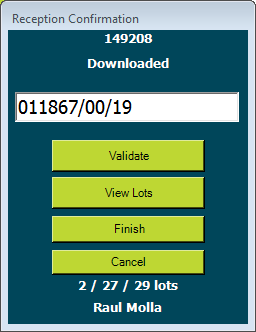 Reception Confirmation
149208
Downloaded
011867/00/19
Validate
View Lots
Finish
Cancel
2 / 27 / 29 lots
Raul Molla